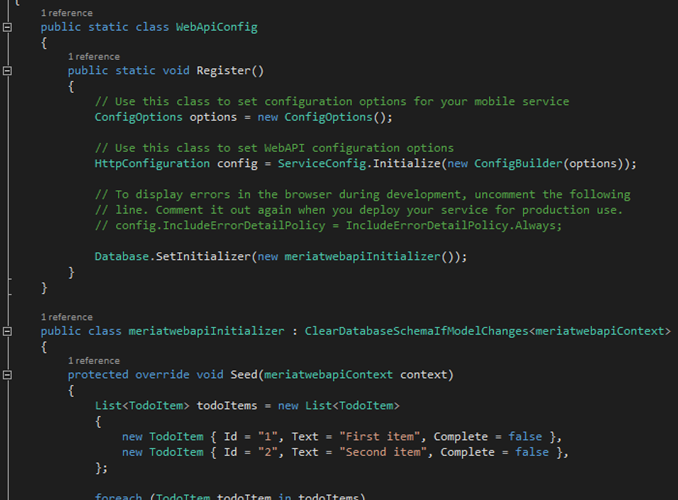 {
1 reference
public static class WebApiConfig
{
1 reference
public static void Register()
{
// Use this class to set configuration options for your mobile service
ConfigOptions options = new ConfigOptions();
// Use this class to set WebAPI configuration options
HttpConfiguration config = ServiceConfig.Initialize(new ConfigBuilder(options));
// To display errors in the browser during development, uncomment the following
// line. Comment it out again when you deploy your service for production use.
// config.IncludeErrorDetailPolicy = IncludeErrorDetailPolicy.Always;
Database.SetInitializer(new meriatwebapiInitializer());
}
}
1 reference
public class meriatwebapiInitializer : ClearDatabaseSchemaIfModelChanges<meriatwebapiContext>
{
1 reference
protected override void Seed(meriatwebapiContext context)
{
List<TodoItem> todoItems = new List<TodoItem>
{
new TodoItem { Id = "1", Text = "First item", Complete = false },
new TodoItem { Id = "2", Text = "Second item", Complete = false },
};
foreach (TodoItem todoItem in todoItems)